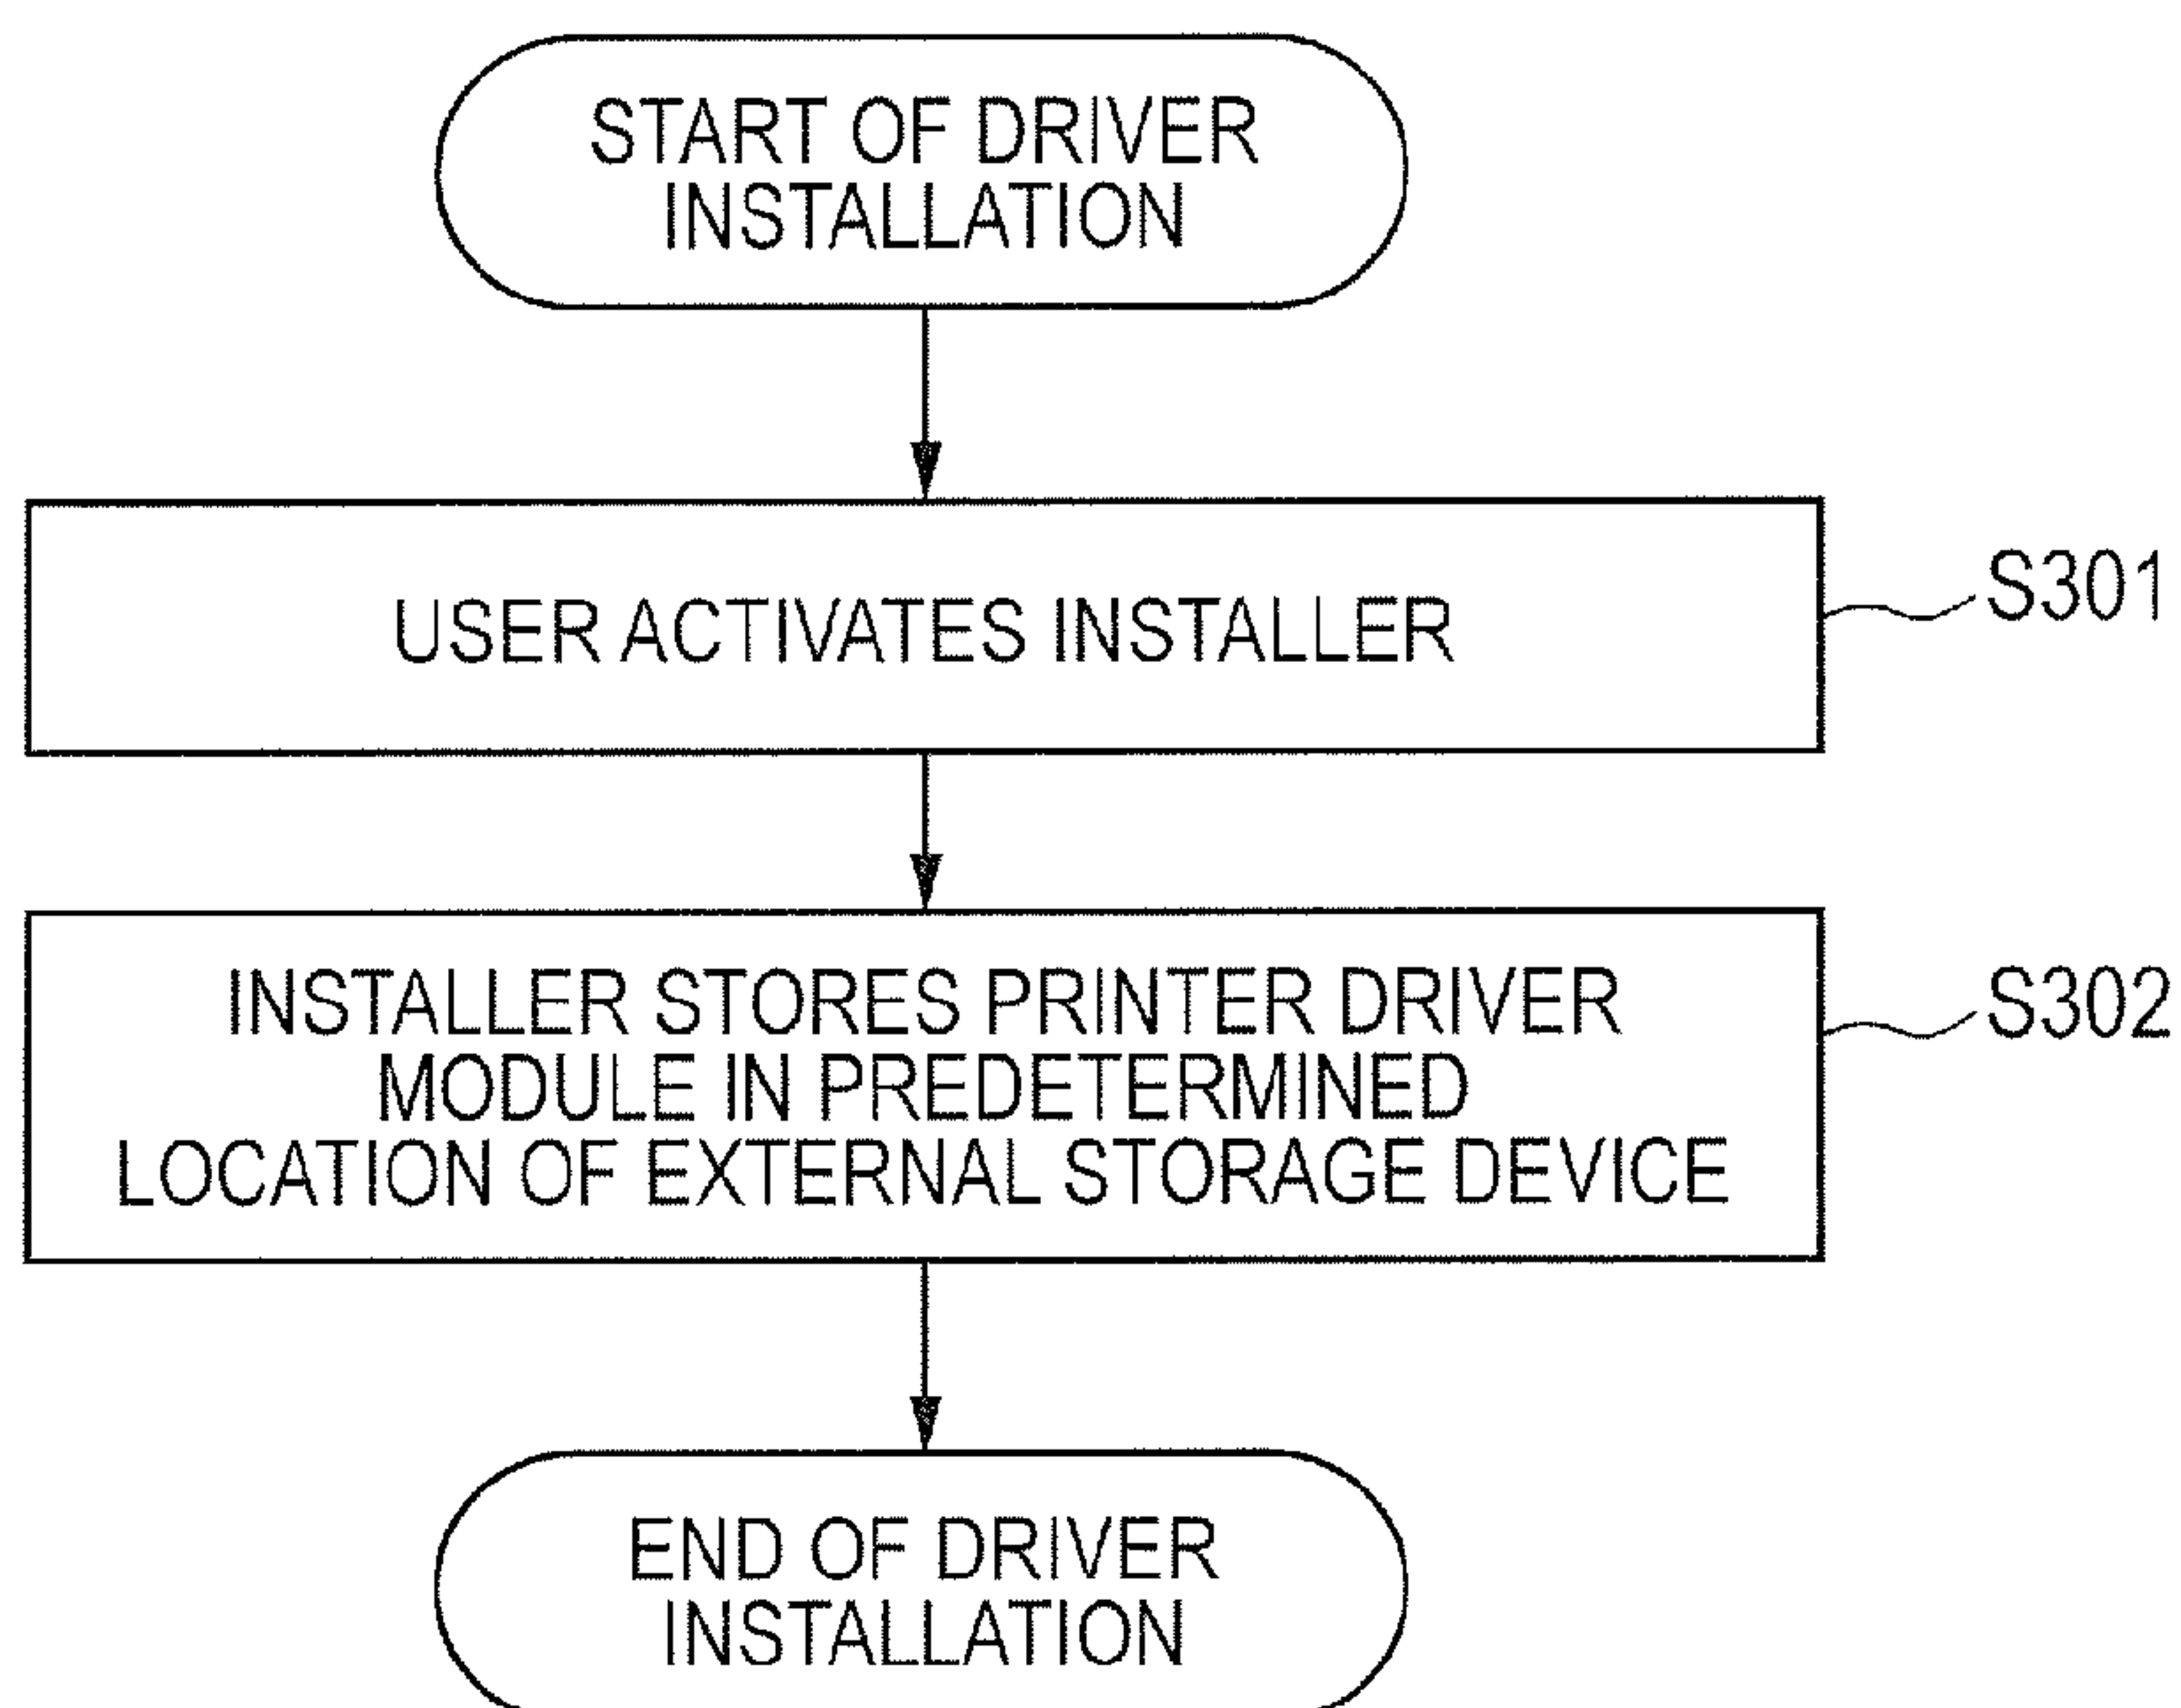 START OF DRIVER
INSTALLATION
USER ACTIVATES INSTALLER
S301
INSTALLER STORES PRINTER DRIVER
MODULE IN PREDETERMINED
LOCATION OF EXTERNAL STORAGE DEVICE
S302
END OF DRIVER
INSTALLATION